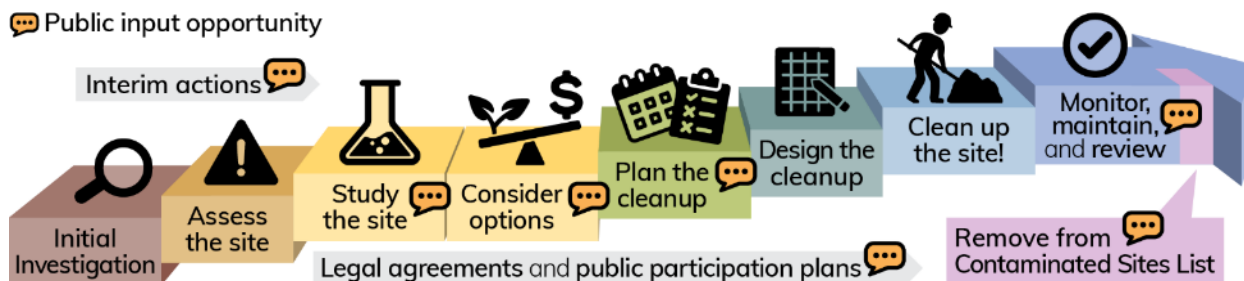 Public input opportunity
Interim actions
Initial
Investigation
Assess
the site
Study
the site
Consider
options
Plan the
cleanup
Design the
cleanup
Clean up
the site!
Monitor,
maintain,
and review
Legal agreements and public participation plans
Remove from
Contaminated Sites List